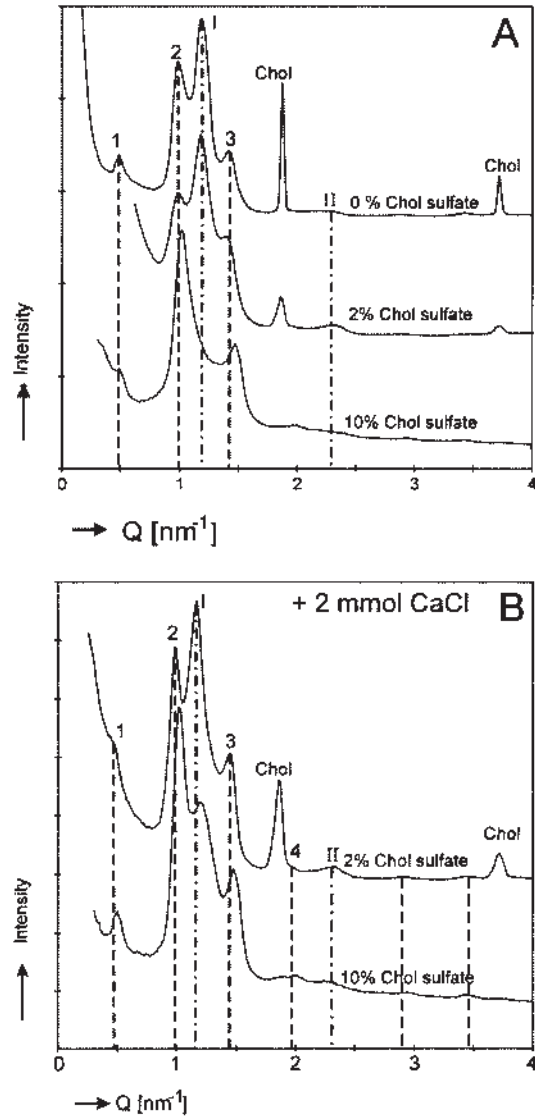 A
I
2
Chol
1
3
Chol
II
0 % Chol sulfate
2% Chol sulfate
10% Chol sulfate
Intensity
0 1 2 3 4
Q [nm-1]
+ 2 mmol CaCl
B
I
2
1
3
Chol
4
II
Chol
2% Chol sulfate
10% Chol sulfate
Intensity
0 1 2 3 4
Q [nm-1]